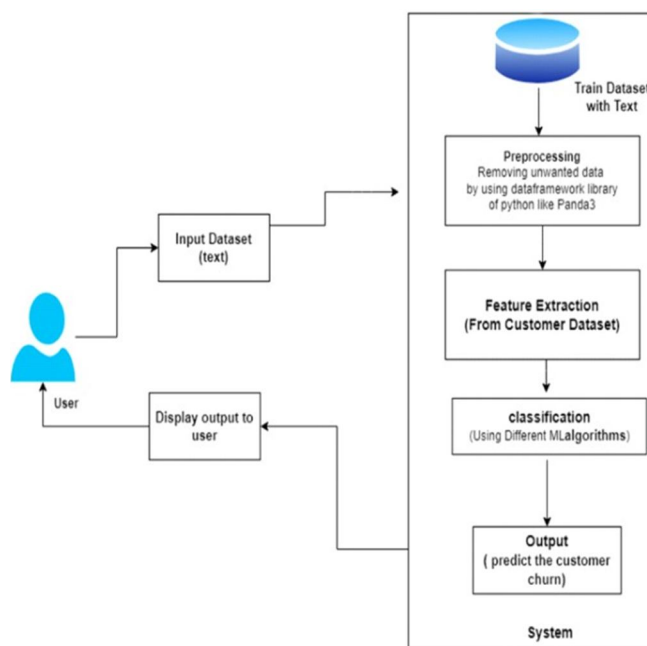 Train Dataset
with Text
Preprocessing
Removing unwanted data
by using dataframework library
of python like Panda3
Input Dataset
(text)
Feature Extraction
(From Customer Dataset)
User
Display output to
user
classification
(Using Different MLalgorithms)
Output
( predict the customer
churn)
System